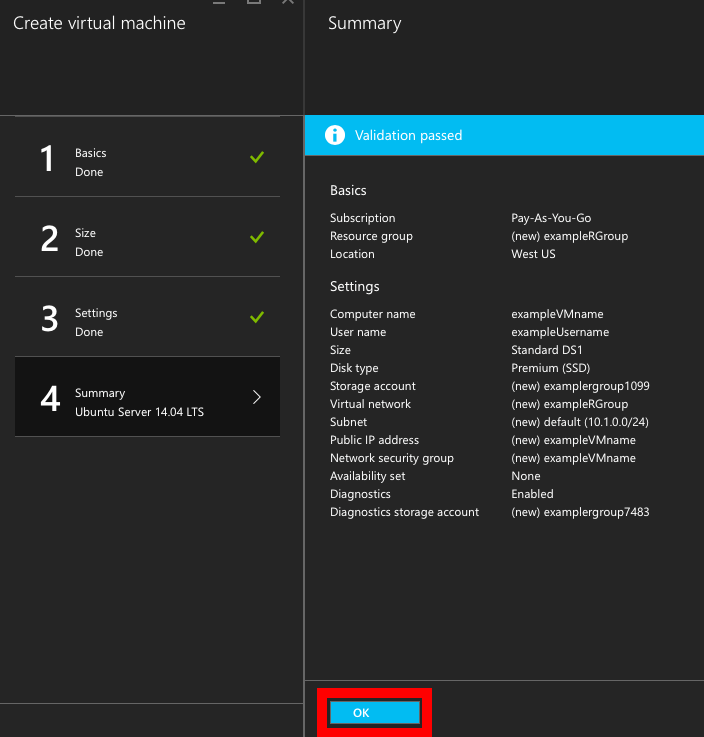 Create virtual machine
1
Basics
Done
2
Size
Done
3
Settings
Done
4
Summary
Ubuntu Server 14.04 LTS
Summary
Validation passed
Basics
Subscription Pay-As-You-Go
Resource group (new) exampleRGroup
Location West US
Settings
Computer name exampleVMname
User name exampleUsername
Size Standard DS1
Disk type Premium (SSD)
Storage account (new) examplergroup1099
Virtual network (new) exampleRGroup
Subnet (new) default (10.1.0.0/24)
Public IP address (new) exampleVMname
Network security group (new) exampleVMname
Availability set None
Diagnostics Enabled
Diagnostics storage account (new) examplergroup7483
OK